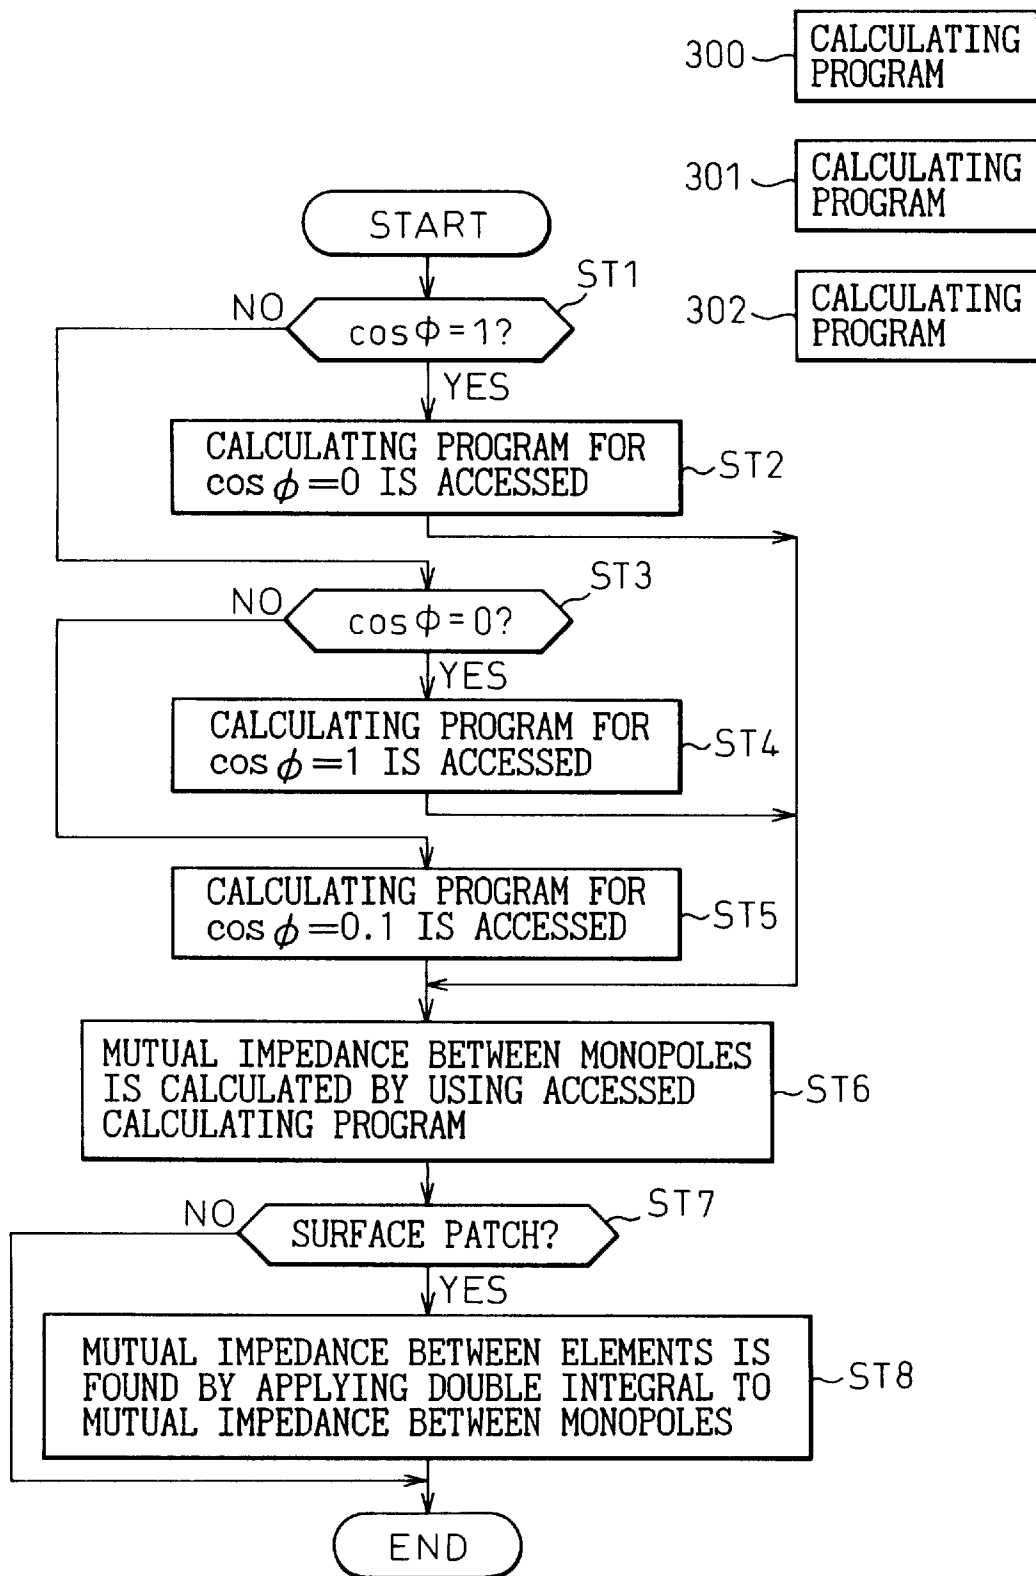 300
CALCULATING
PROGRAM
301
CALCULATING
PROGRAM
302
CALCULATING
PROGRAM
START
ST1
NO
cosΦ=1?
YES
CALCULATING PROGRAM FOR
cos ϕ=0 IS ACCESSED
ST2
ST3
NO
cosΦ=0?
YES
CALCULATING PROGRAM FOR
cos ϕ=1 IS ACCESSED
ST4
CALCULATING PROGRAM FOR
cos ϕ=0.1 IS ACCESSED
ST5
MUTUAL IMPEDANCE BETWEEN MONOPOLES
IS CALCULATED BY USING ACCESSED
CALCULATING PROGRAM
ST6
ST7
NO
SURFACE PATCH?
YES
MUTUAL IMPEDANCE BETWEEN ELEMENTS IS
FOUND BY APPLYING DOUBLE INTEGRAL TO
MUTUAL IMPEDANCE BETWEEN MONOPOLES
ST8
END